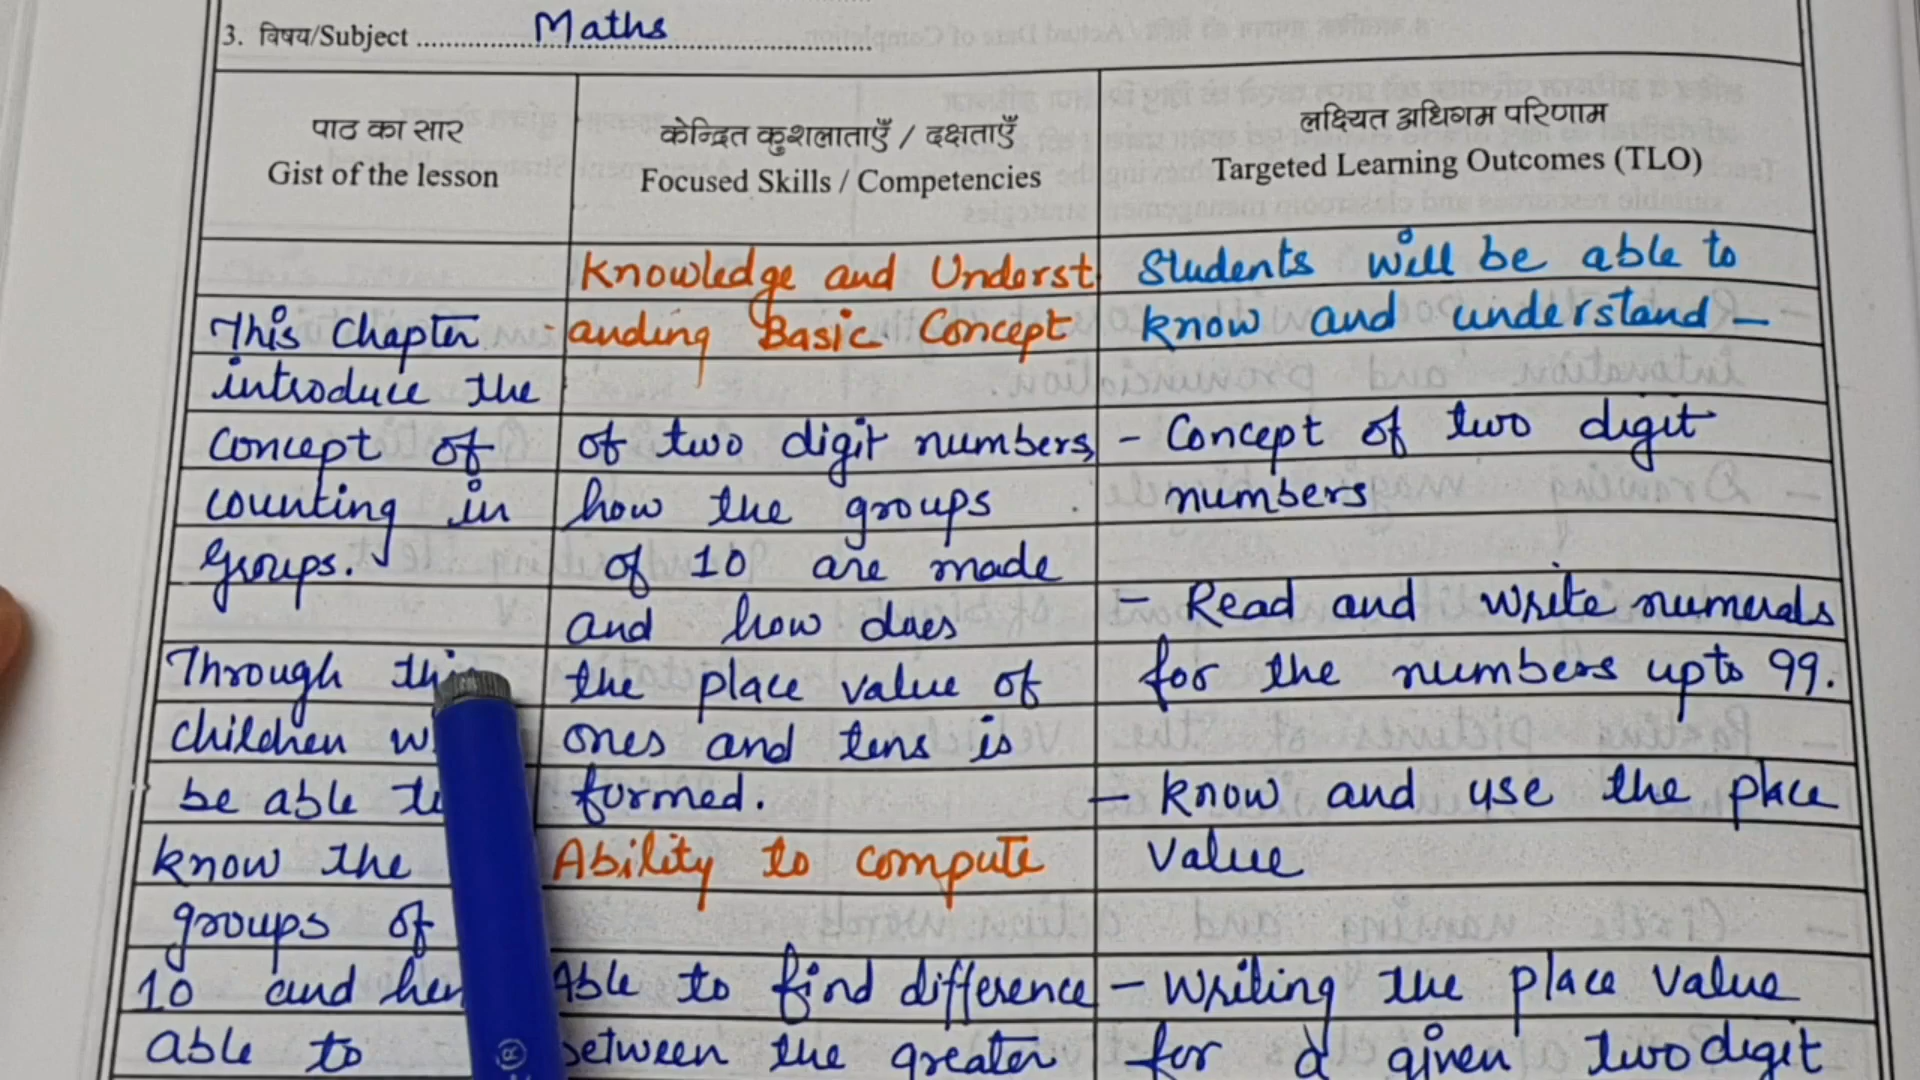 3. विषय/Subject Maths
पाठ का सार
Gist of the lesson
केन्द्रित कुशलाताएँ / दक्षताएँ
Focused Skills / Competencies
लक्ष्यित अधिगम परिणाम
Targeted Learning Outcomes (TLO)
This Chapter
introduce the
concept of
counting in
groups.
Through
children
be able
know the
groups of
10 and
able to
Knowledge and Underst
anding Basic Concept
of two digit numbers,
how the groups
of 10 are made
and how does
the place value of
ones and tens is
formed.
Ability to compute
Able to find difference
between the greater
Students will be able to
know and understand -
- Concept of two digit
numbers
- Read and write numerals
for the numbers upto 99.
- know and use the place
value
- Writing the place value
for a given two digit